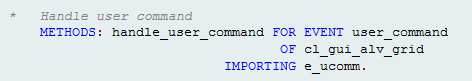 *   Handle user command
    METHODS: handle_user_command FOR EVENT user_command
                                 OF cl_gui_alv_grid
                          IMPORTING e_ucomm.